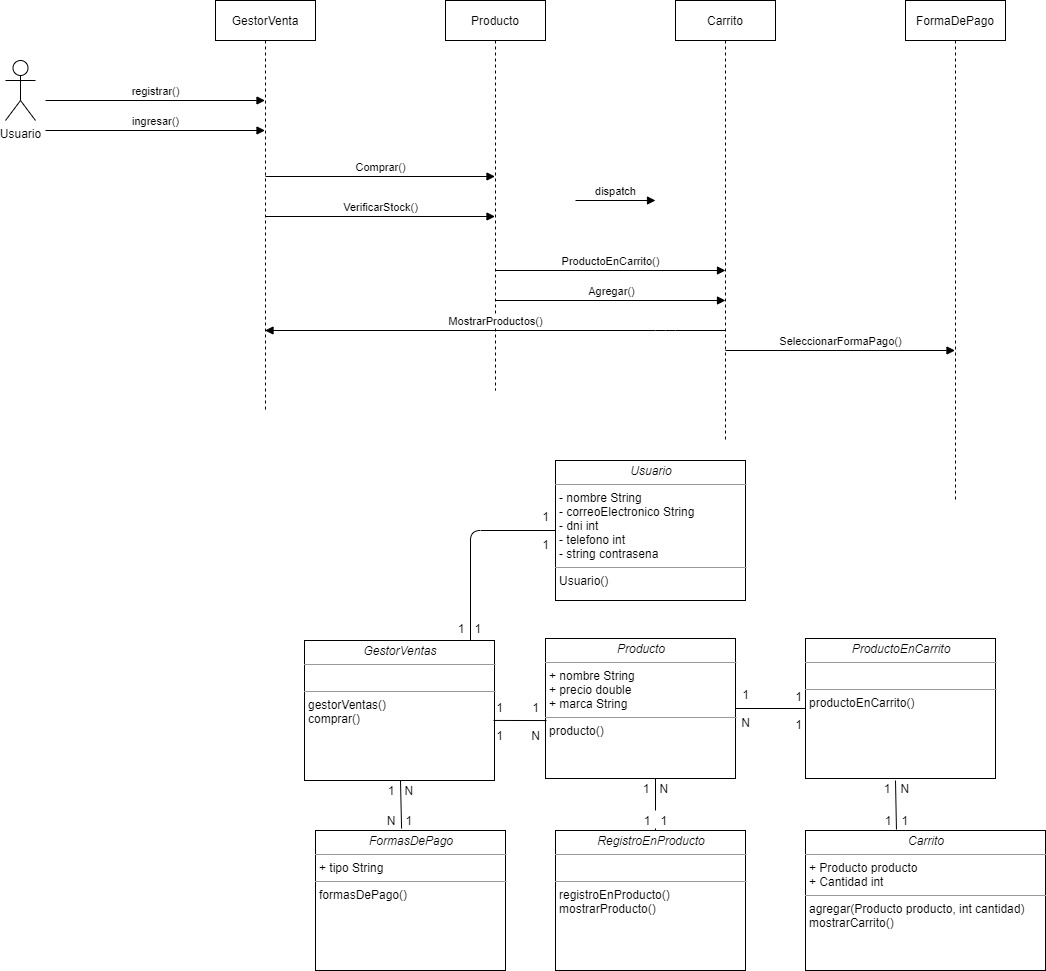 GestorVenta
Producto
Carrito
FormaDePago
registrar()
ingresar()
Usuario
Comprar()
dispatch
VerificarStock()
ProductoEnCarrito()
Agregar()
MostrarProductos()
SeleccionarFormaPago()
Usuario
- nombre String
- correoElectronico String
- dni int
- telefono int
- string contrasena
Usuario()
1
1
1 1
GestorVentas
gestorVentas()
comprar()
1 1
1 N
Producto
+ nombre String
+ precio double
+ marca String
producto()
1 1
N 1
ProductoEnCarrito
productoEnCarrito()
1 N
N 1
1 N
1 1
1 N
1 1
FormasDePago
+ tipo String
formasDePago()
RegistroEnProducto
registroEnProducto()
mostrarProducto()
Carrito
+ Producto producto
+ Cantidad int
agregar(Producto producto, int cantidad)
mostrarCarrito()